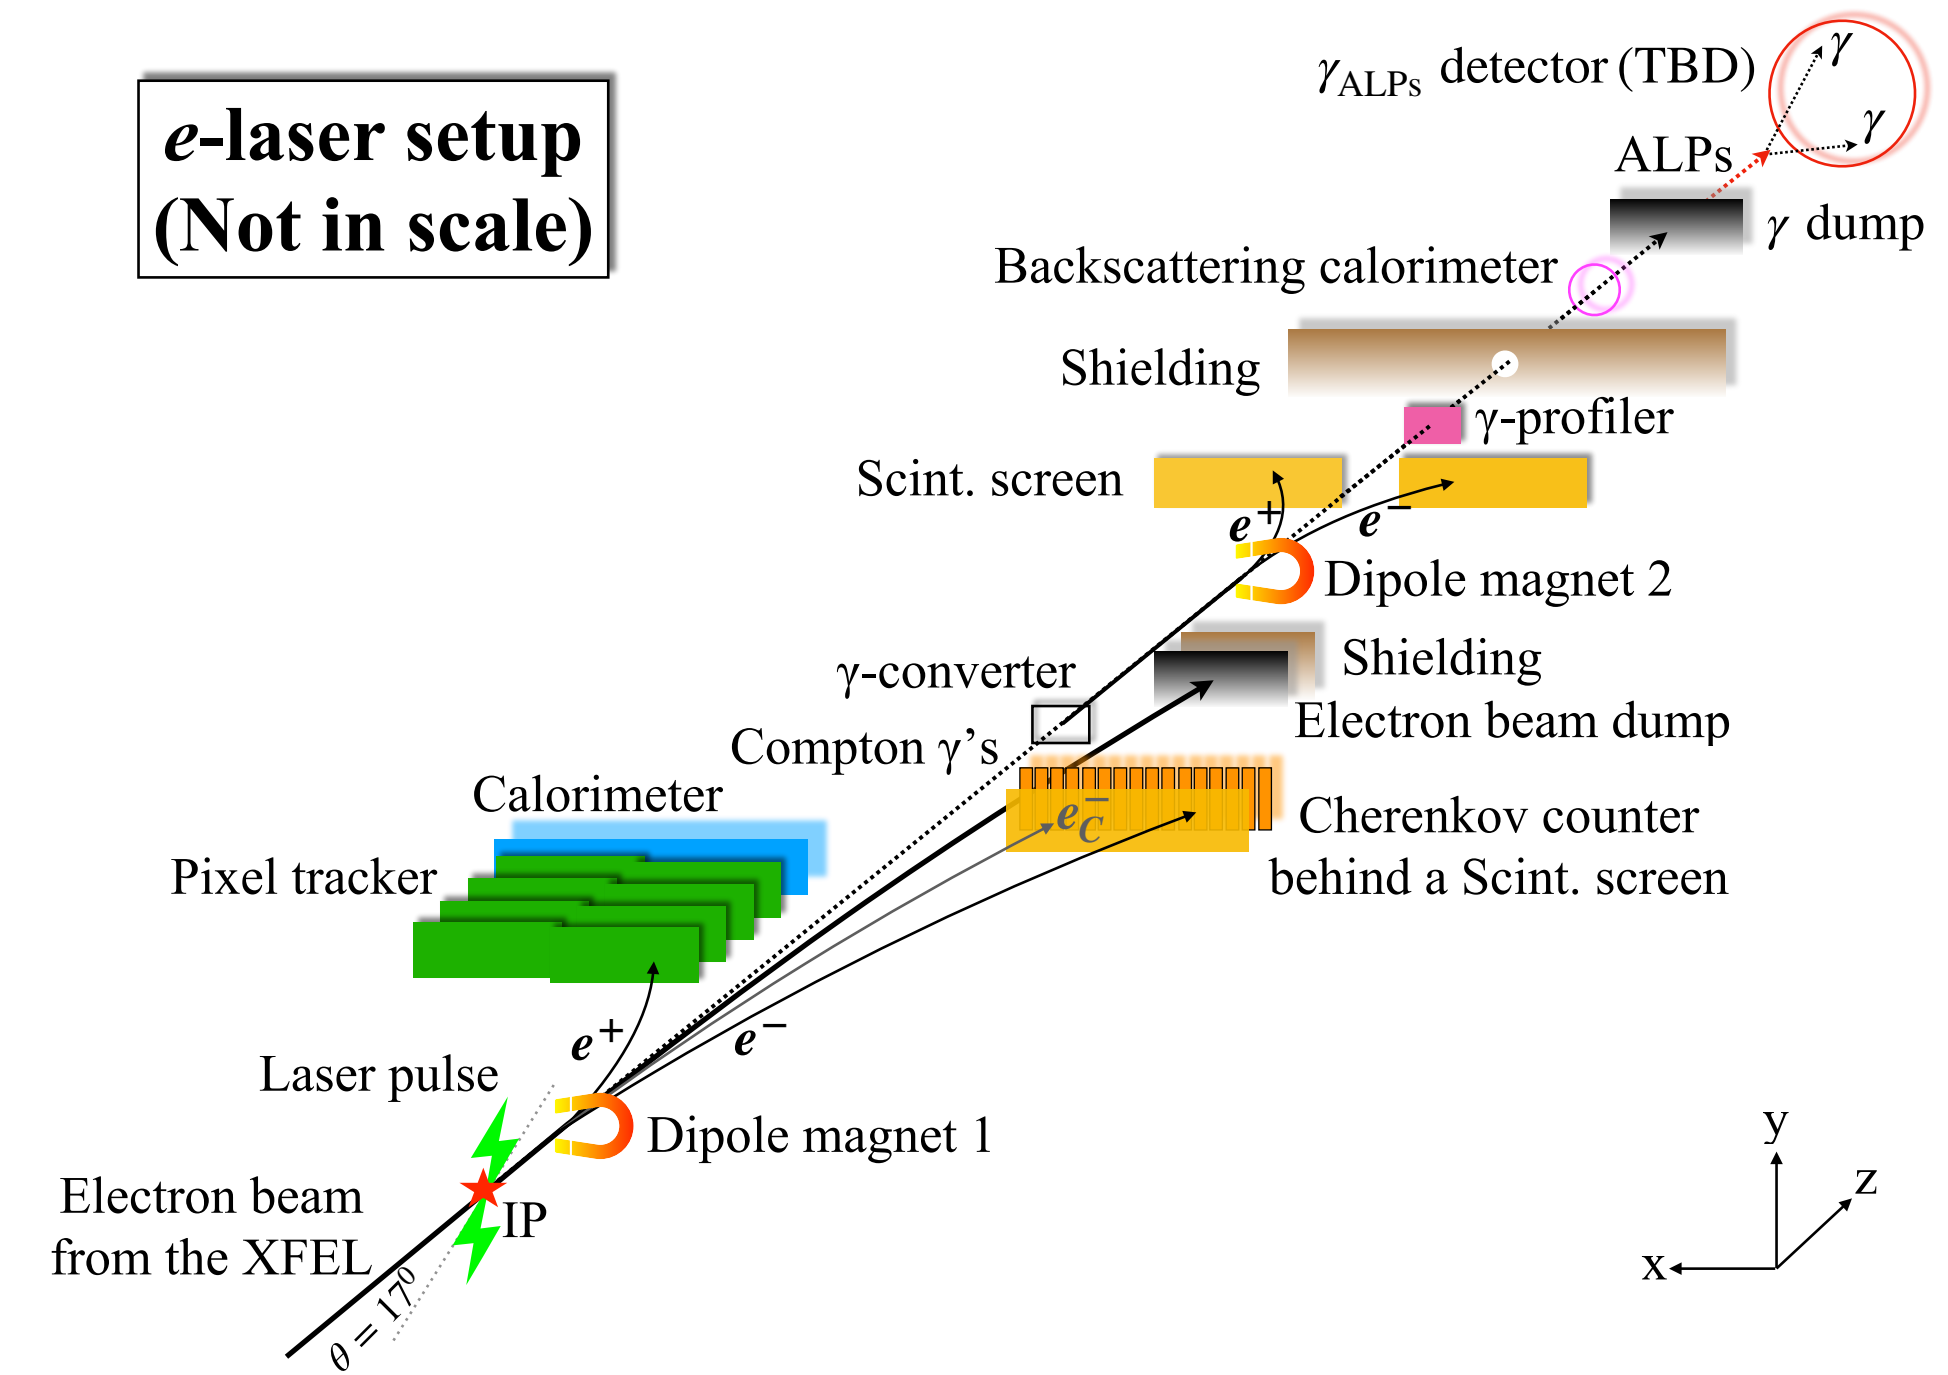 e-laser setup
(Not in scale)
γALPs detector (TBD)
γ
γ
ALPs
γ dump
Backscattering calorimeter
Shielding
γ-profiler
Scint. screen
e+
e−
Dipole magnet 2
γ-converter
Shielding
Compton γ's
Electron beam dump
Calorimeter
e−C
Cherenkov counter
behind a Scint. screen
Pixel tracker
e+
e−
Laser pulse
Dipole magnet 1
Electron beam
from the XFEL
IP
θ = 17⁰
y
z
x